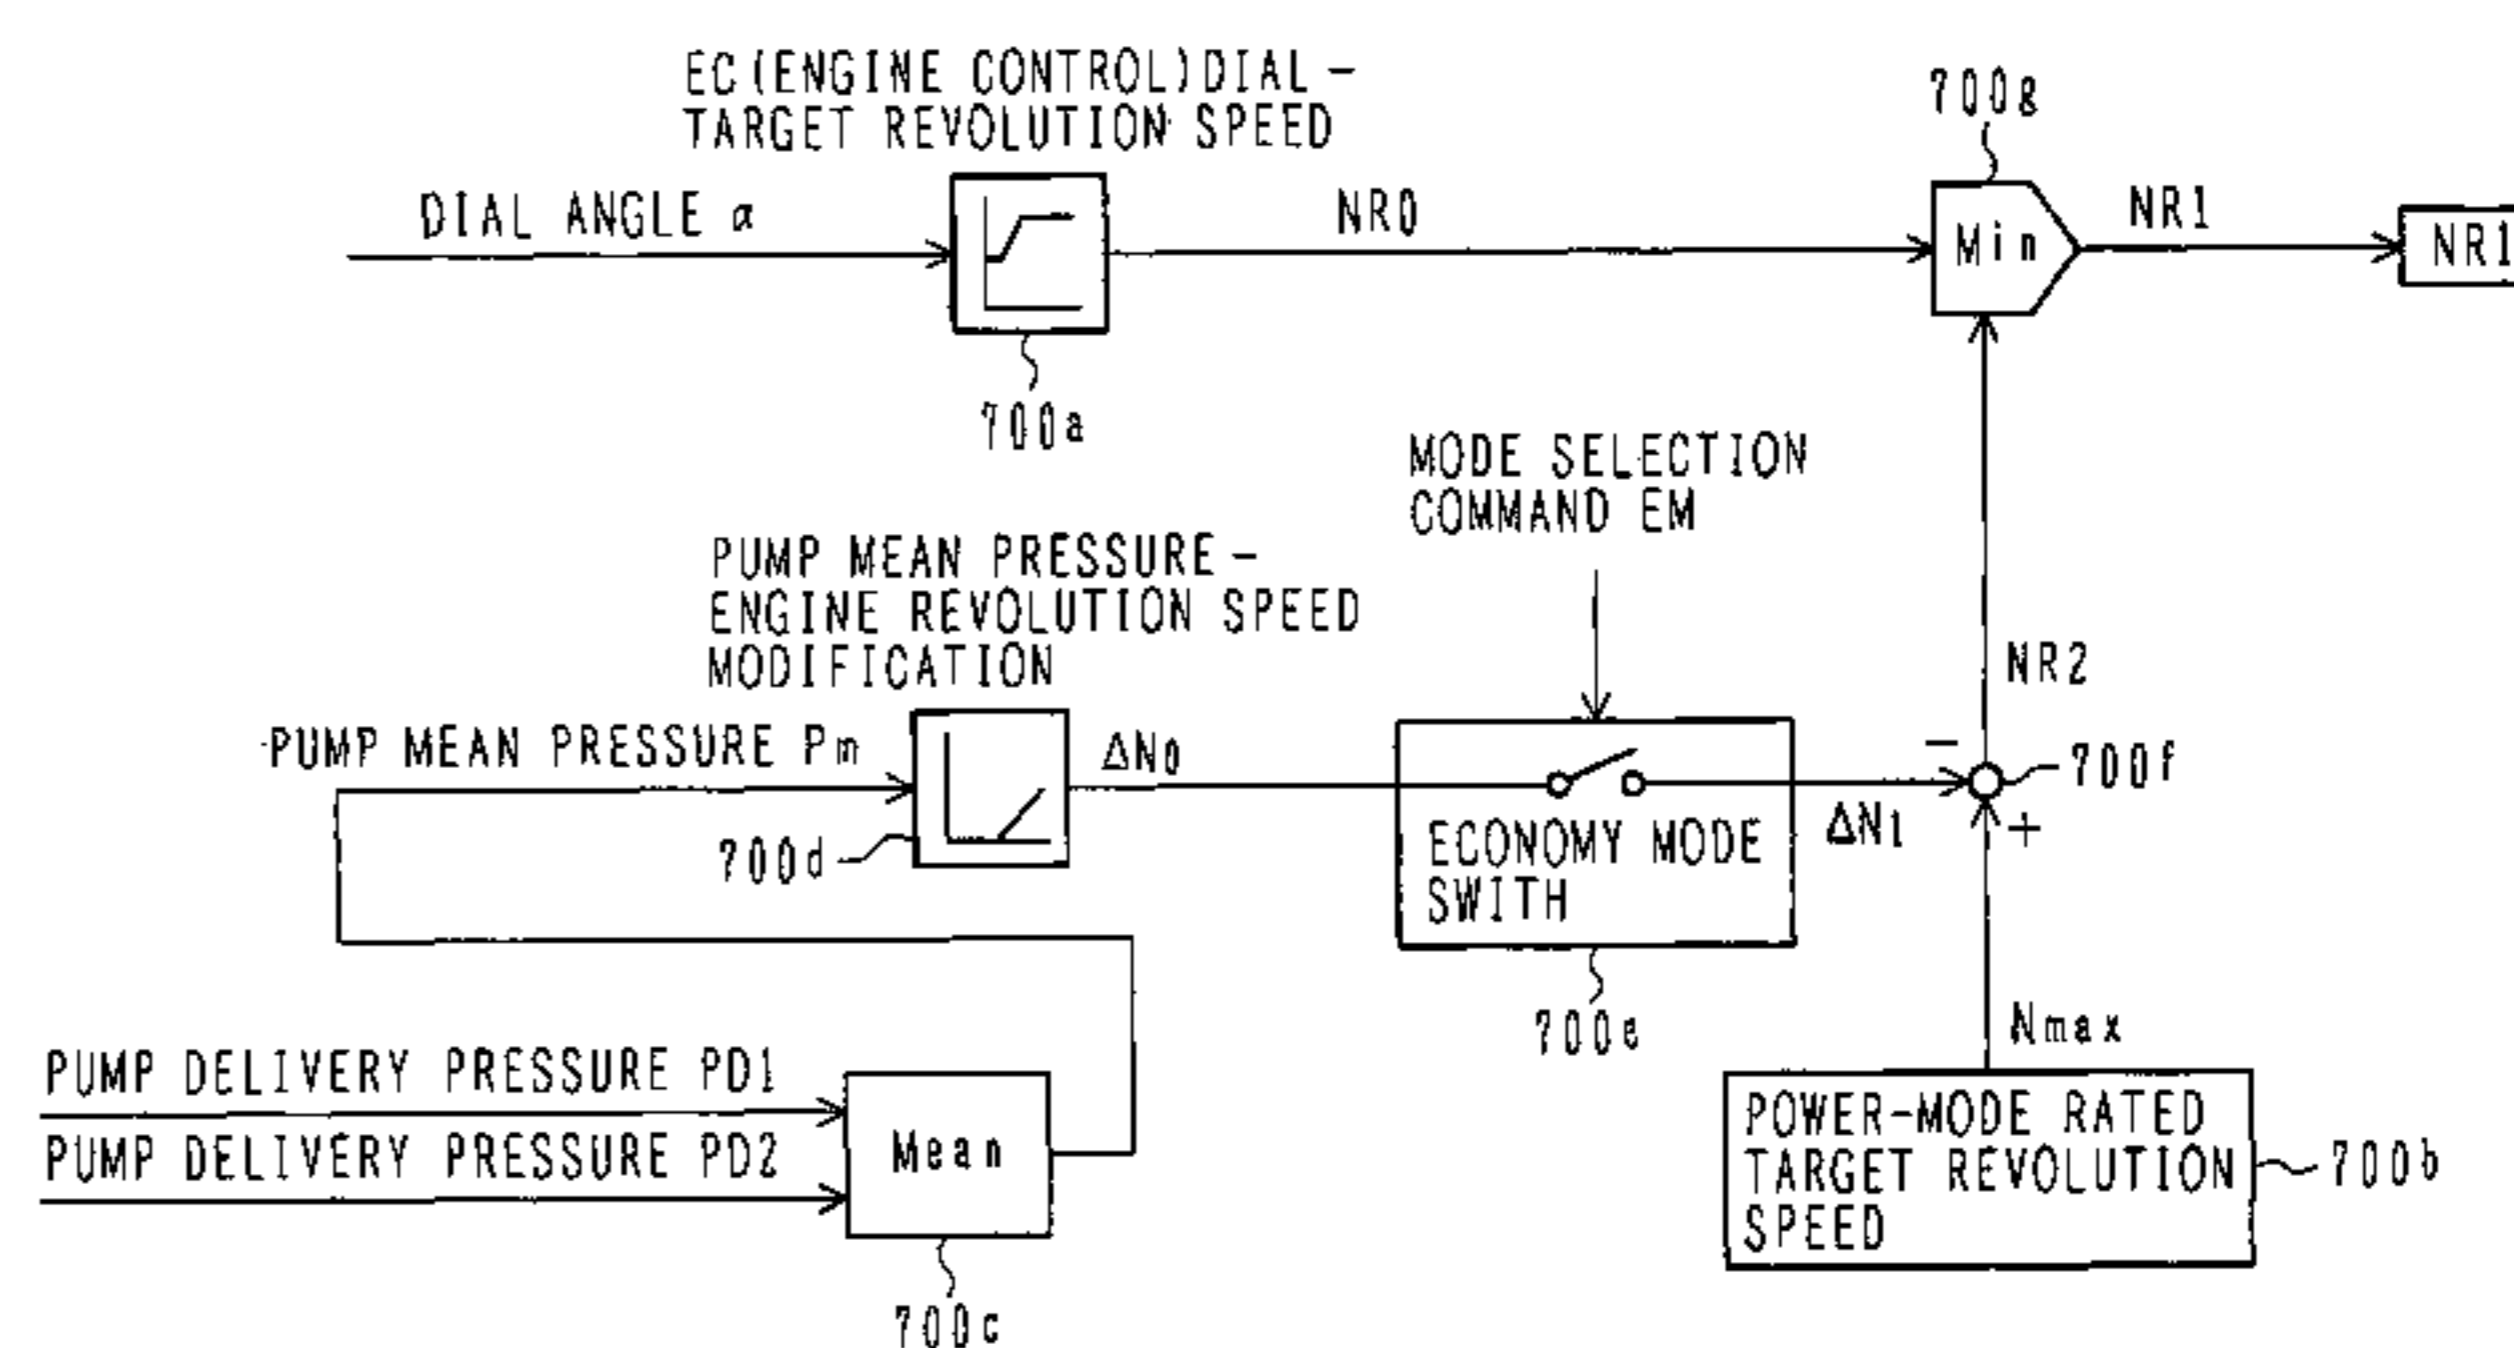 EC(ENGINE CONTROL)DIAL-
TARGET REVOLUTION SPEED
700g
DIAL ANGLE α
NR0
Min
NR1
NR1
700a
MODE SELECTION
COMMAND EM
PUMP MEAN PRESSURE-
ENGINE REVOLUTION SPEED
MODIFICATION
NR2
PUMP MEAN PRESSURE Pm
ΔN0
-
700f
700d
ECONOMY MODE
SWITH
ΔN1
+
700e
Nmax
PUMP DELIVERY PRESSURE PD1
PUMP DELIVERY PRESSURE PD2
Mean
POWER-MODE RATED
TARGET REVOLUTION
SPEED
700b
700c